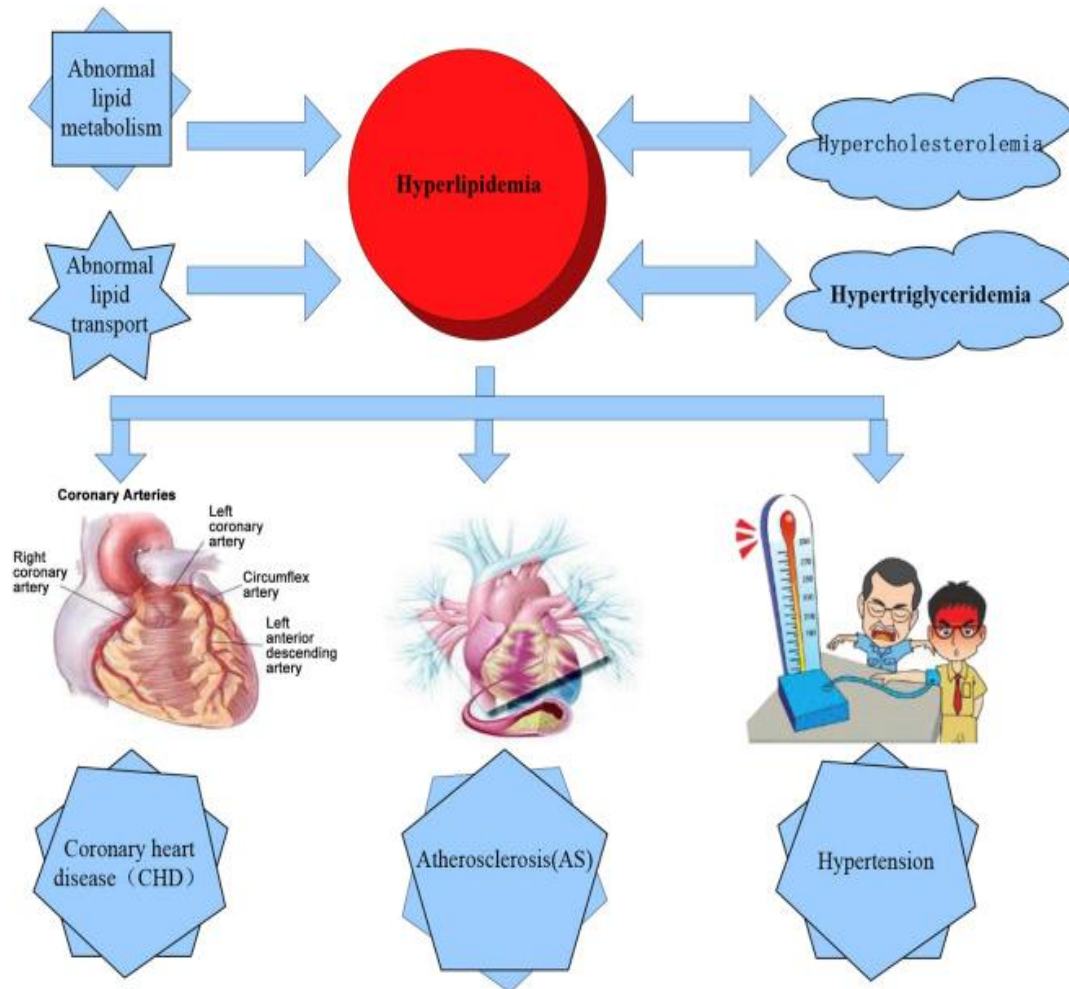 Abnormal
lipid
metabolism
Hyperlipidemia
Hypercholesterolemia
Abnormal
lipid
transport
Hypertriglyceridemia
Coronary Arteries
Left
coronary
artery
Right
coronary
artery
Circumflex
artery
Left
anterior
descending
artery
Coronary heart
disease（CHD）
Atherosclerosis(AS)
Hypertension